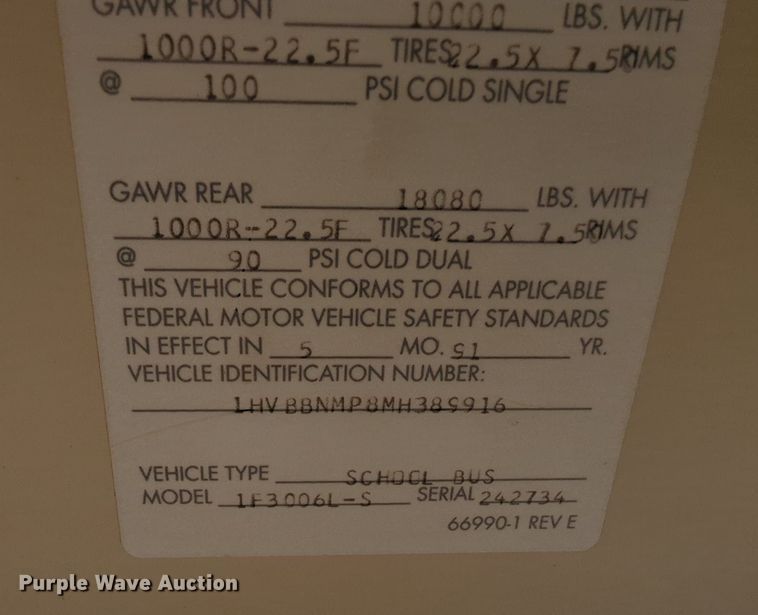 GAWR FRONT 10000 LBS. WITH
1000R-22.5F TIRES 22.5X 7.5 RIMS
@ 100 PSI COLD SINGLE
GAWR REAR 18080 LBS. WITH
1000R-22.5F TIRES 22.5X 7.5 RIMS
@ 90 PSI COLD DUAL
THIS VEHICLE CONFORMS TO ALL APPLICABLE
FEDERAL MOTOR VEHICLE SAFETY STANDARDS
IN EFFECT IN 5 MO. 91 YR.
VEHICLE IDENTIFICATION NUMBER:
1HVBBNMP8MH389916
VEHICLE TYPE SCHOOL BUS
MODEL 1F3006L-S SERIAL 242734
66990-1 REV E
Purple Wave Auction